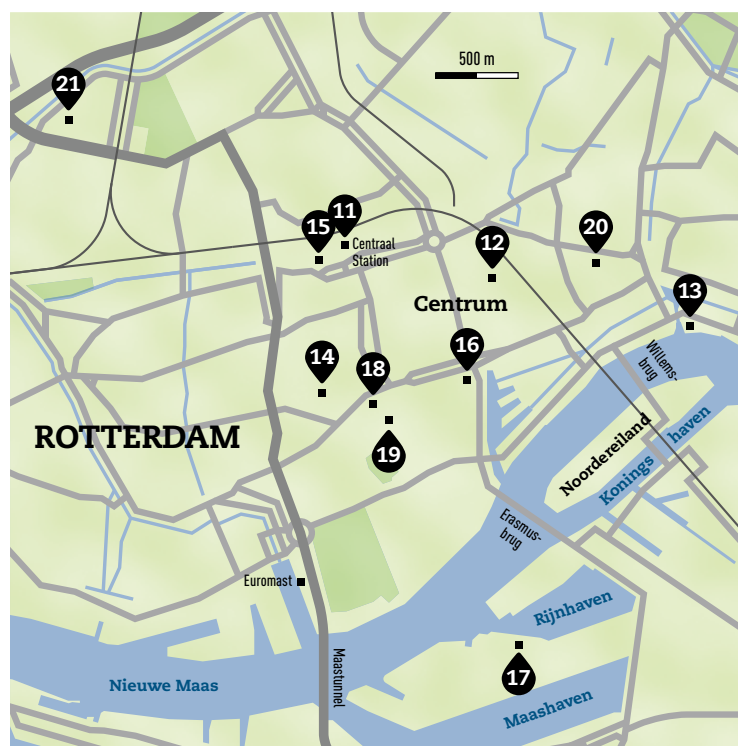 500 m
21
11
15
Centraal
Station
12
20
13
Centrum
14
18
16
Willems-
brug
ROTTERDAM
19
Noordereiland
Konings
haven
Erasmus-
brug
Euromast
Rijnhaven
Nieuwe Maas
Maastunnel
17
Maashaven